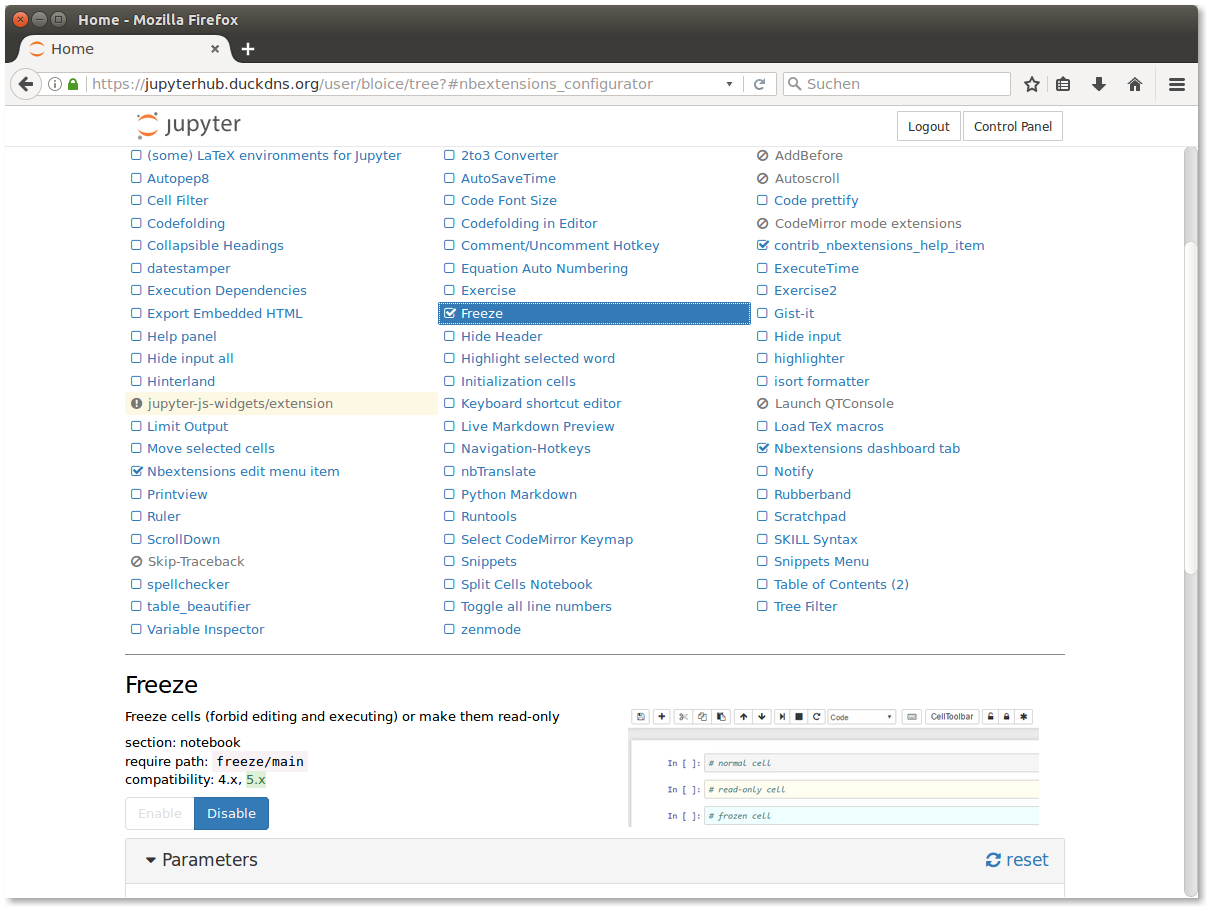 Home - Mozilla Firefox
Home
https://jupyterhub.duckdns.org/user/bloice/tree?#nbextensions_configurator
Suchen
jupyter
Logout
Control Panel
(some) LaTeX environments for Jupyter
2to3 Converter
AddBefore
Autopep8
AutoSaveTime
Autoscroll
Cell Filter
Code Font Size
Code prettify
Codefolding
Codefolding in Editor
CodeMirror mode extensions
Collapsible Headings
Comment/Uncomment Hotkey
contrib_nbextensions_help_item
datestamper
Equation Auto Numbering
ExecuteTime
Execution Dependencies
Exercise
Exercise2
Export Embedded HTML
Freeze
Gist-it
Help panel
Hide Header
Hide input
Hide input all
Highlight selected word
highlighter
Hinterland
Initialization cells
isort formatter
jupyter-js-widgets/extension
Keyboard shortcut editor
Launch QTConsole
Limit Output
Live Markdown Preview
Load TeX macros
Move selected cells
Navigation-Hotkeys
Nbextensions dashboard tab
Nbextensions edit menu item
nbTranslate
Notify
Printview
Python Markdown
Rubberband
Ruler
Runtools
Scratchpad
ScrollDown
Select CodeMirror Keymap
SKILL Syntax
Skip-Traceback
Snippets
Snippets Menu
spellchecker
Split Cells Notebook
Table of Contents (2)
table_beautifier
Toggle all line numbers
Tree Filter
Variable Inspector
zenmode
Freeze
Freeze cells (forbid editing and executing) or make them read-only
section: notebook
require path: freeze/main
compatibility: 4.x, 5.x
Enable
Disable
Code
CellToolbar
In [ ]: # normal cell
In [ ]: # read-only cell
In [ ]: # frozen cell
Parameters
reset